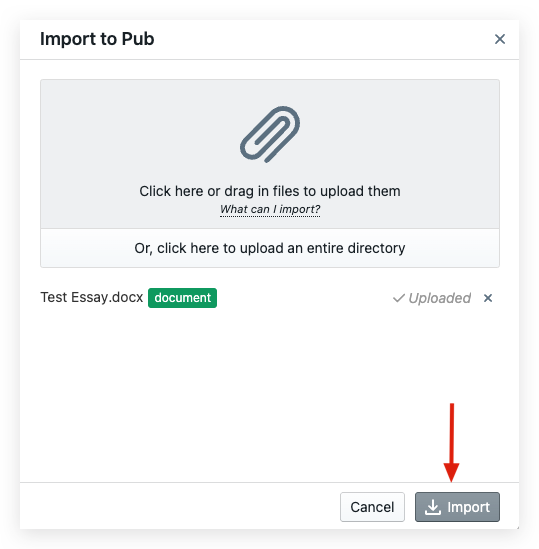 Import to Pub
Click here or drag in files to upload them
What can I import?
Or, click here to upload an entire directory
Test Essay.docx document Uploaded
Cancel Import